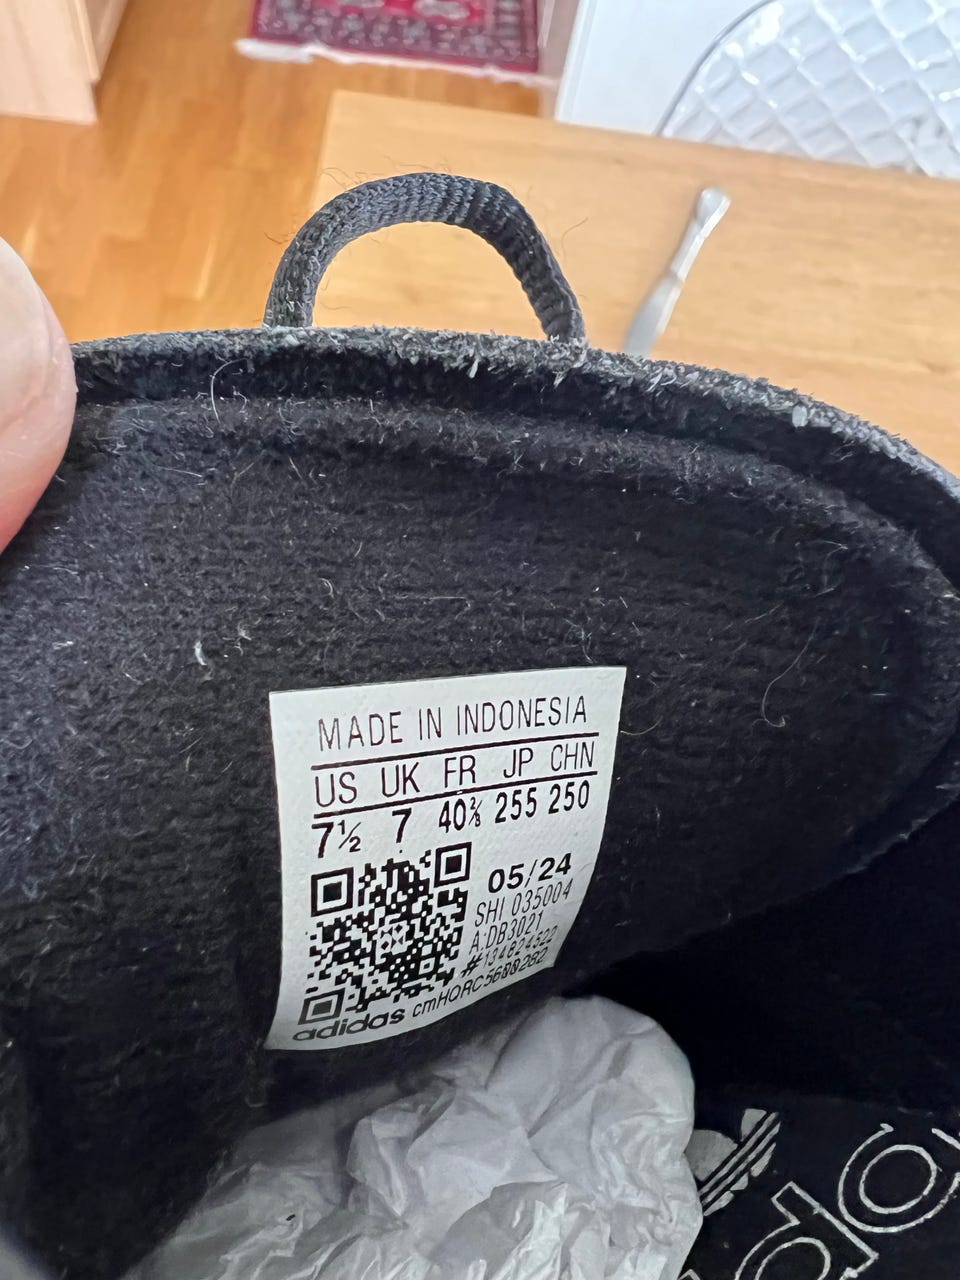 MADE IN INDONESIA
US UK FR JP CHN
7½ 7 40⅔ 255 250
05/24
SHI 035004
A:DB3021
#134824522
adidas cmHORC5600262